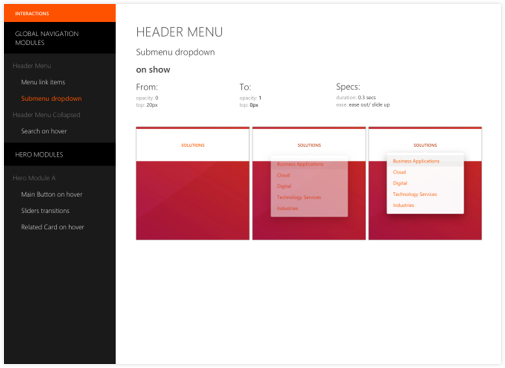 INTERACTIONS
GLOBAL NAVIGATION
MODULES
Header Menu
Menu link items
Submenu dropdown
Header Menu Collapsed
Search on hover
HERO MODULES
Hero Module A
Main Button on hover
Sliders transitions
Related Card on hover
HEADER MENU
Submenu dropdown
on show
From:
opacity: 0
top: 20px
To:
opacity: 1
top: 0px
Specs:
duration: 0.3 secs
ease: ease out/ slide up
SOLUTIONS
SOLUTIONS
Business Applications
Cloud
Digital
Technology Services
Industries
SOLUTIONS
Business Applications
Cloud
Digital
Technology Services
Industries